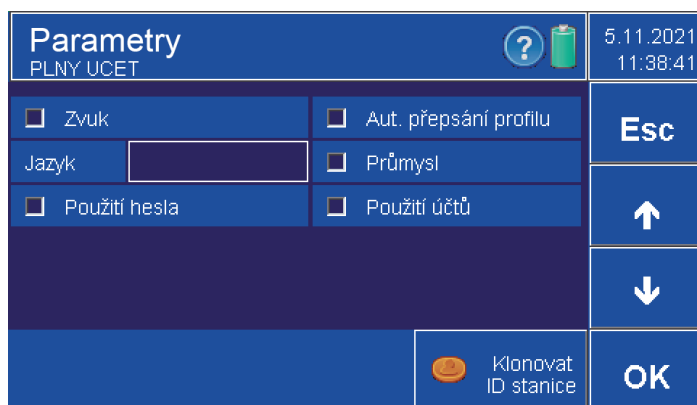 Parametry
PLNY UCET
?
5.11.2021
11:38:41
Zvuk
Aut. přepsání profilu
Esc
Jazyk
Průmysl
Použití hesla
Použití účtů
Klonovat
ID stanice
OK